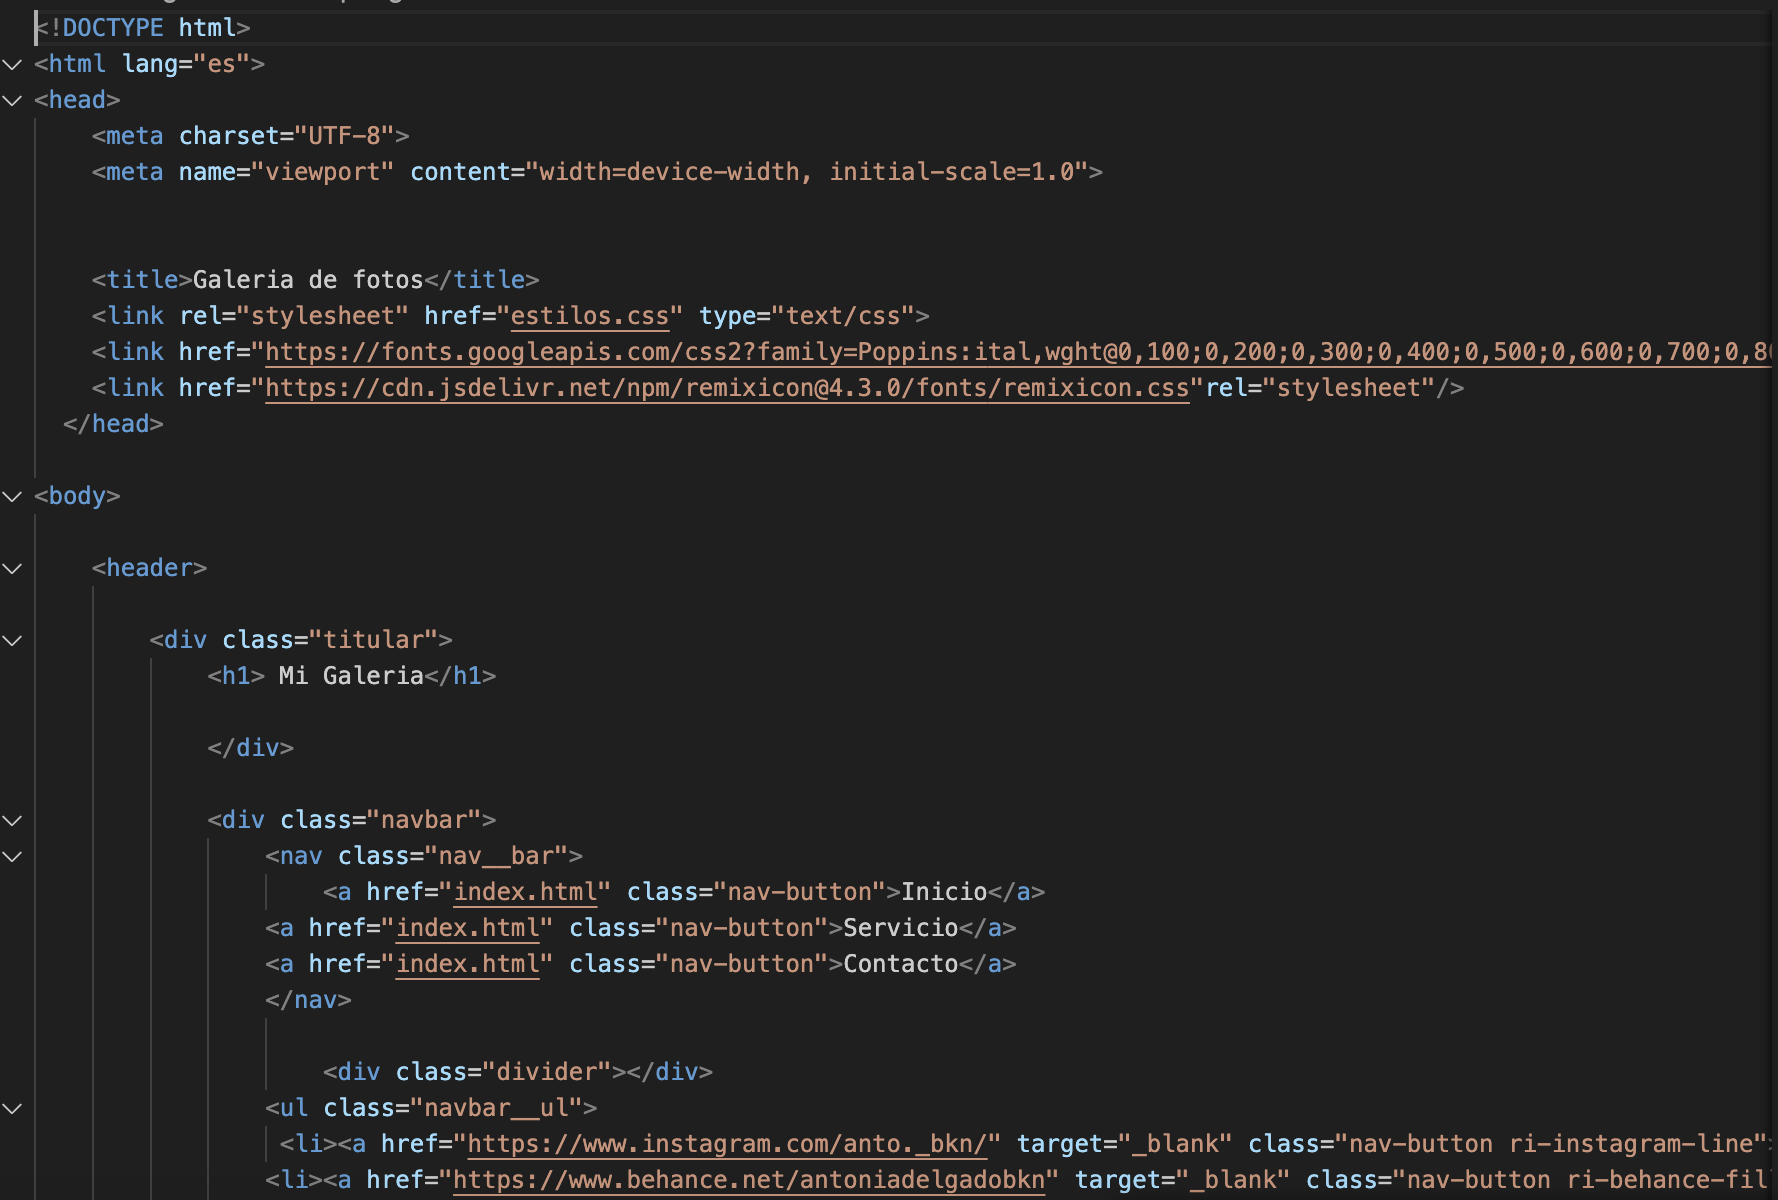 <!DOCTYPE html>
<html lang="es">
<head>
<meta charset="UTF-8">
<meta name="viewport" content="width=device-width, initial-scale=1.0">
<title>Galeria de fotos</title>
<link rel="stylesheet" href="estilos.css" type="text/css">
<link href="https://fonts.googleapis.com/css2?family=Poppins:ital,wght@0,100;0,200;0,300;0,400;0,500;0,600;0,700;0,80
<link href="https://cdn.jsdelivr.net/npm/remixicon@4.3.0/fonts/remixicon.css"rel="stylesheet"/>
</head>
<body>
<header>
<div class="titular">
<h1> Mi Galeria</h1>
</div>
<div class="navbar">
<nav class="nav__bar">
<a href="index.html" class="nav-button">Inicio</a>
<a href="index.html" class="nav-button">Servicio</a>
<a href="index.html" class="nav-button">Contacto</a>
</nav>
<div class="divider"></div>
<ul class="navbar__ul">
<li><a href="https://www.instagram.com/anto._bkn/" target="_blank" class="nav-button ri-instagram-line">
<li><a href="https://www.behance.net/antoniadelgadobkn" target="_blank" class="nav-button ri-behance-fil